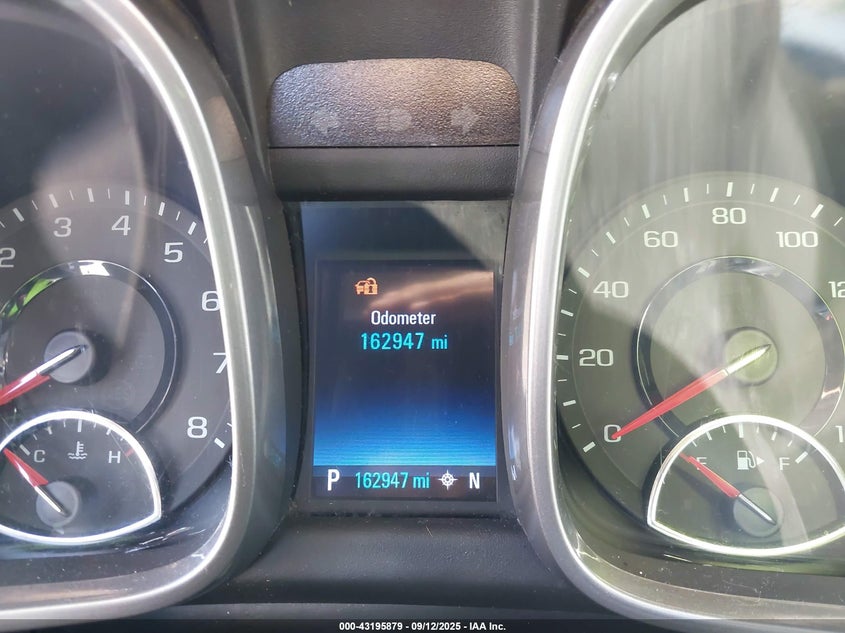 2 3 4 5 6 7 8
C H
Odometer
162947 mi
P 162947 mi N
0 20 40 60 80 100
F
000-43195879 - 09/12/2025 - IAA Inc.